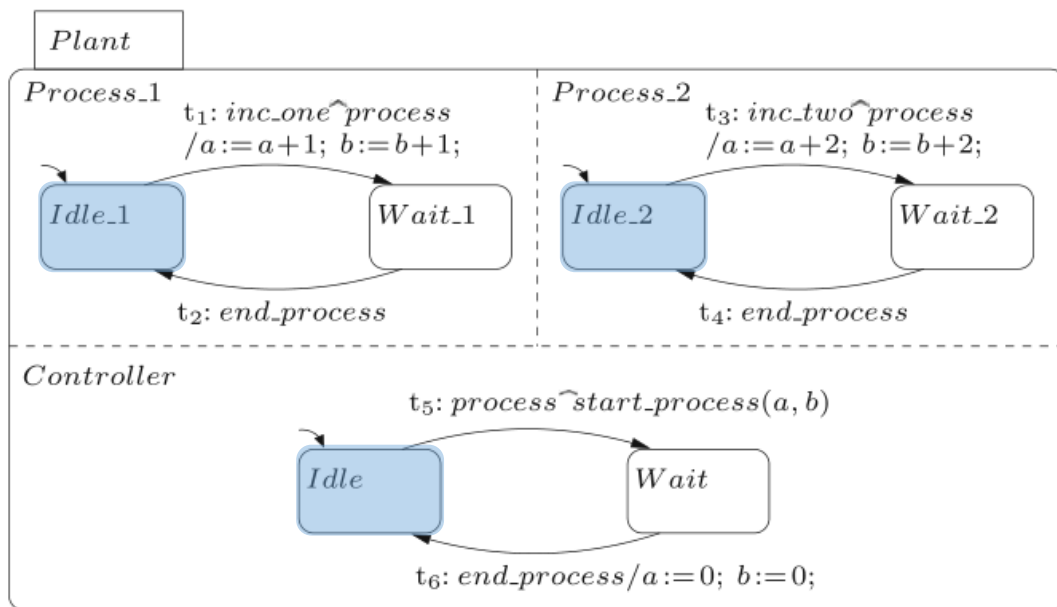 Plant
Process_1
t₁: inc_one^process
/a:=a+1; b:=b+1;
Idle_1
Wait_1
t₂: end_process
Process_2
t₃: inc_two^process
/a:=a+2; b:=b+2;
Idle_2
Wait_2
t₄: end_process
Controller
t₅: process^start_process(a, b)
Idle
Wait
t₆: end_process/a:=0; b:=0;